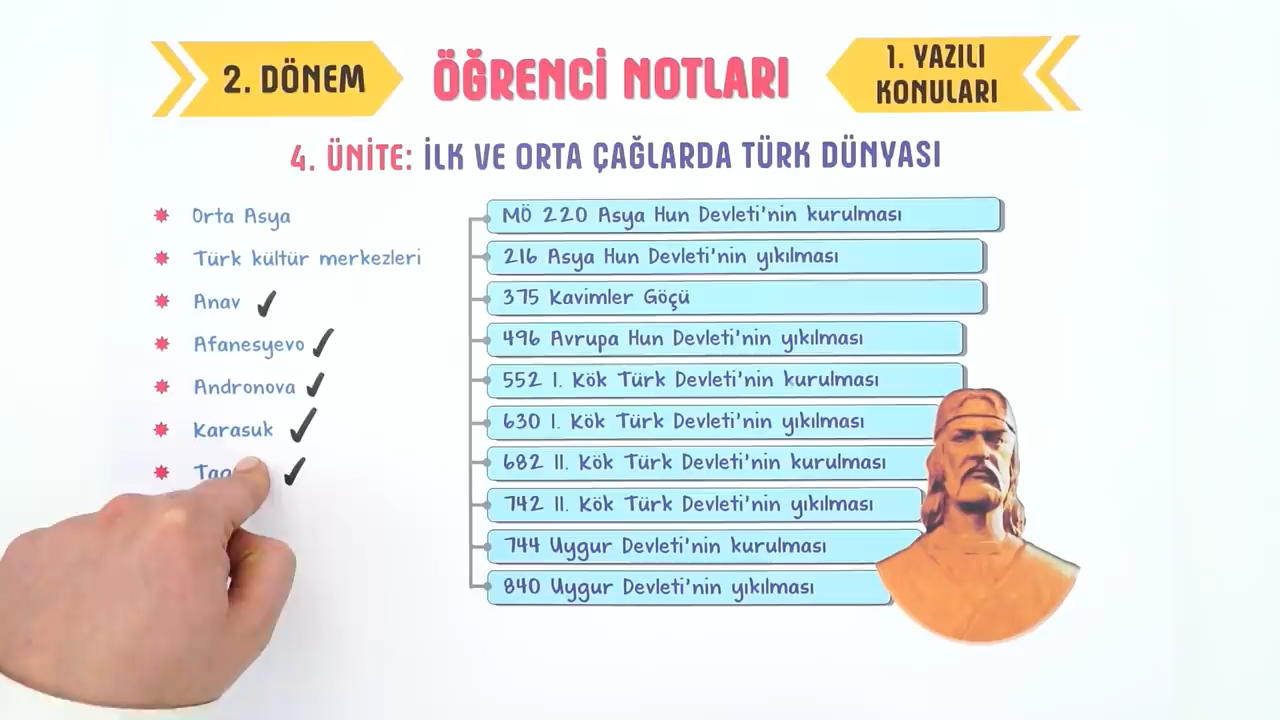 2. DÖNEM
ÖĞRENCİ NOTLARI
1. YAZILI
KONULARI
4. ÜNİTE: İLK VE ORTA ÇAĞLARDA TÜRK DÜNYASI
Orta Asya
Türk kültür merkezleri
Anav
Afanesyevo
Andronova
Karasuk
MÖ 220 Asya Hun Devleti'nin kurulması
216 Asya Hun Devleti'nin yıkılması
375 Kavimler Göçü
496 Avrupa Hun Devleti'nin yıkılması
552 I. Kök Türk Devleti'nin kurulması
630 I. Kök Türk Devleti'nin yıkılması
682 II. Kök Türk Devleti'nin kurulması
742 II. Kök Türk Devleti'nin yıkılması
744 Uygur Devleti'nin kurulması
840 Uygur Devleti'nin yıkılması